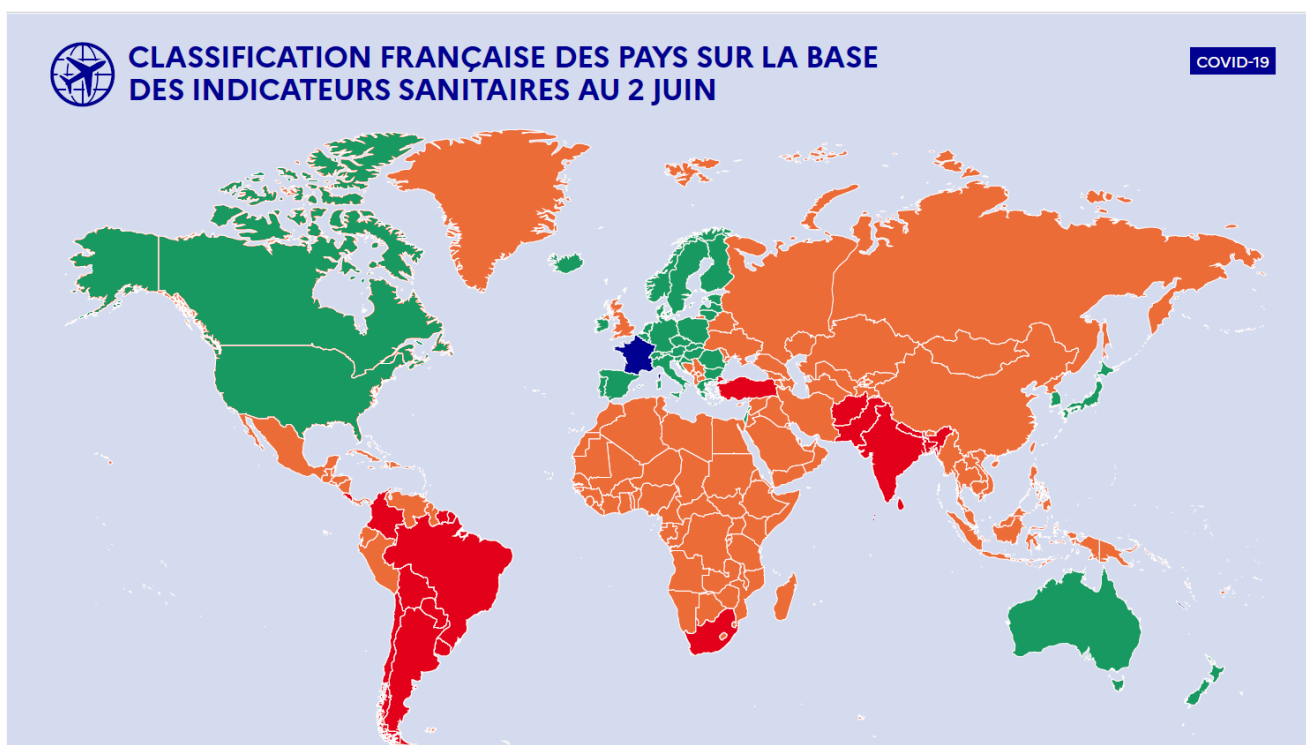 CLASSIFICATION FRANÇAISE DES PAYS SUR LA BASE
DES INDICATEURS SANITAIRES AU 2 JUIN
COVID-19